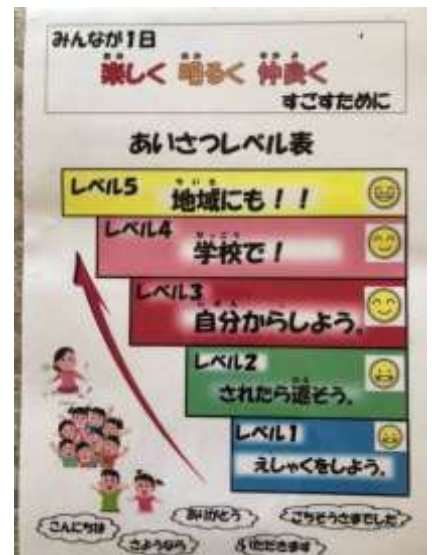 みんなが1日
楽しく 明るく 仲良く
すごすために
あいさつレベル表
レベル5
地域にも！！
レベル4
学校で！
レベル3
自分からしよう。
レベル2
されたら返そう。
レベル1
えしゃくをしよう。
ありがとう
ごちそうさまでした
こんにちは
さようなら
いただきます